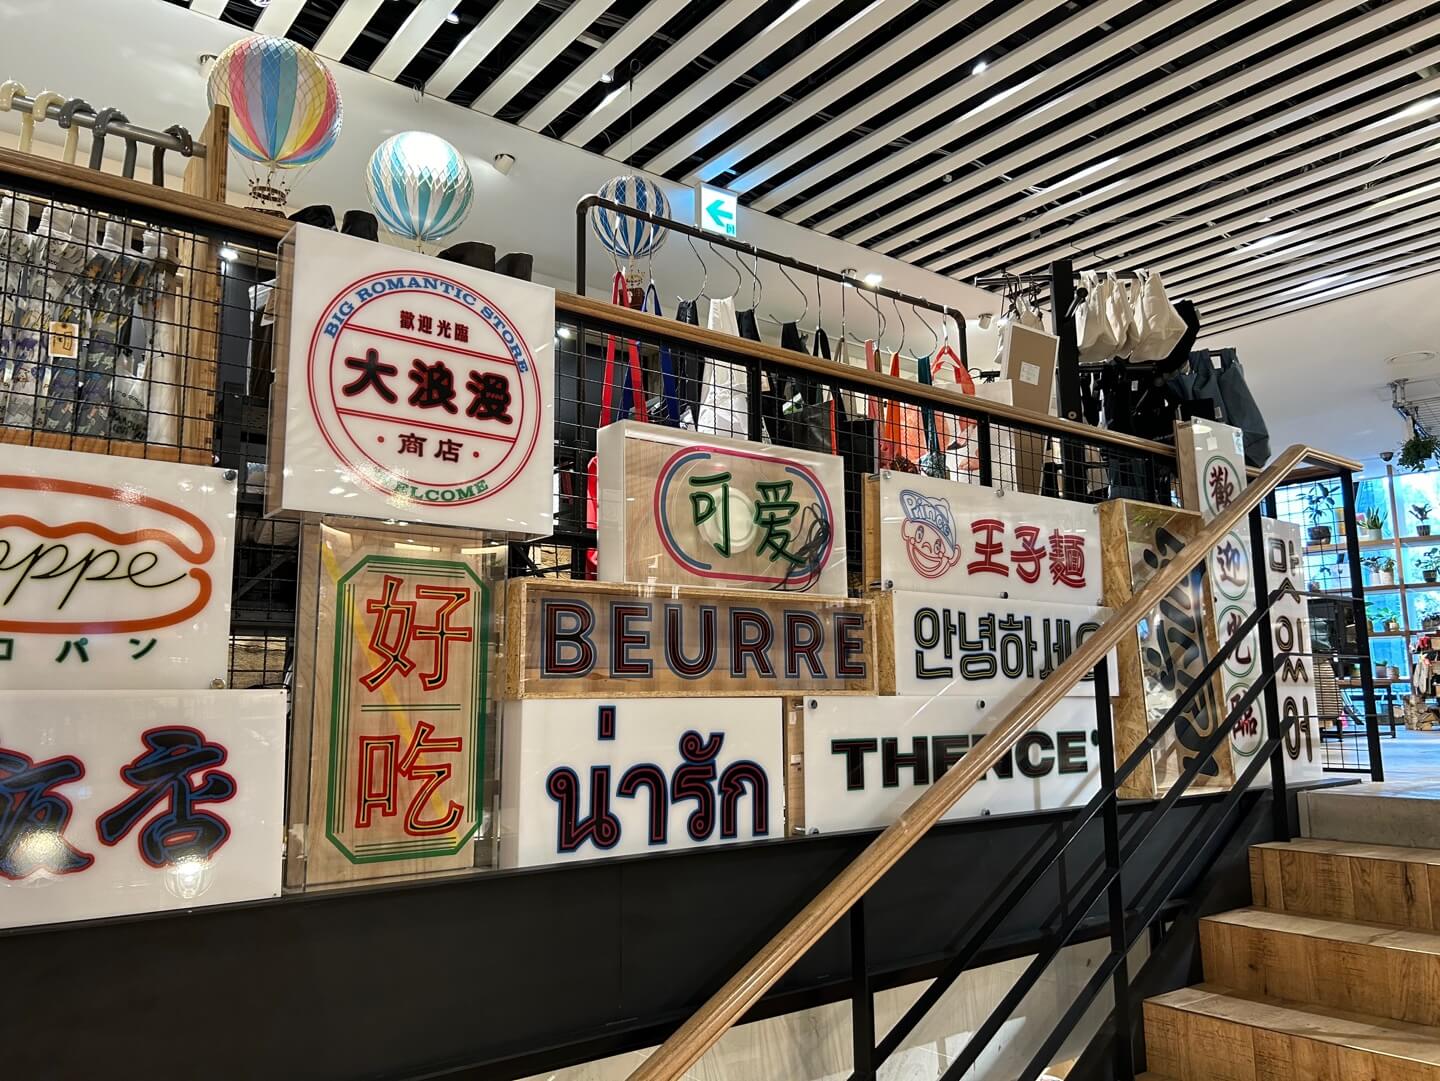 BIG ROMANTIC STORE
歡迎光臨
大浪漫
・商店・
WELCOME
oppe
コパン
飯店
好吃
可爱
BEURRE
น่ารัก
Prince
王子麵
안녕하세요
THENCE
歡迎光臨
맛있어